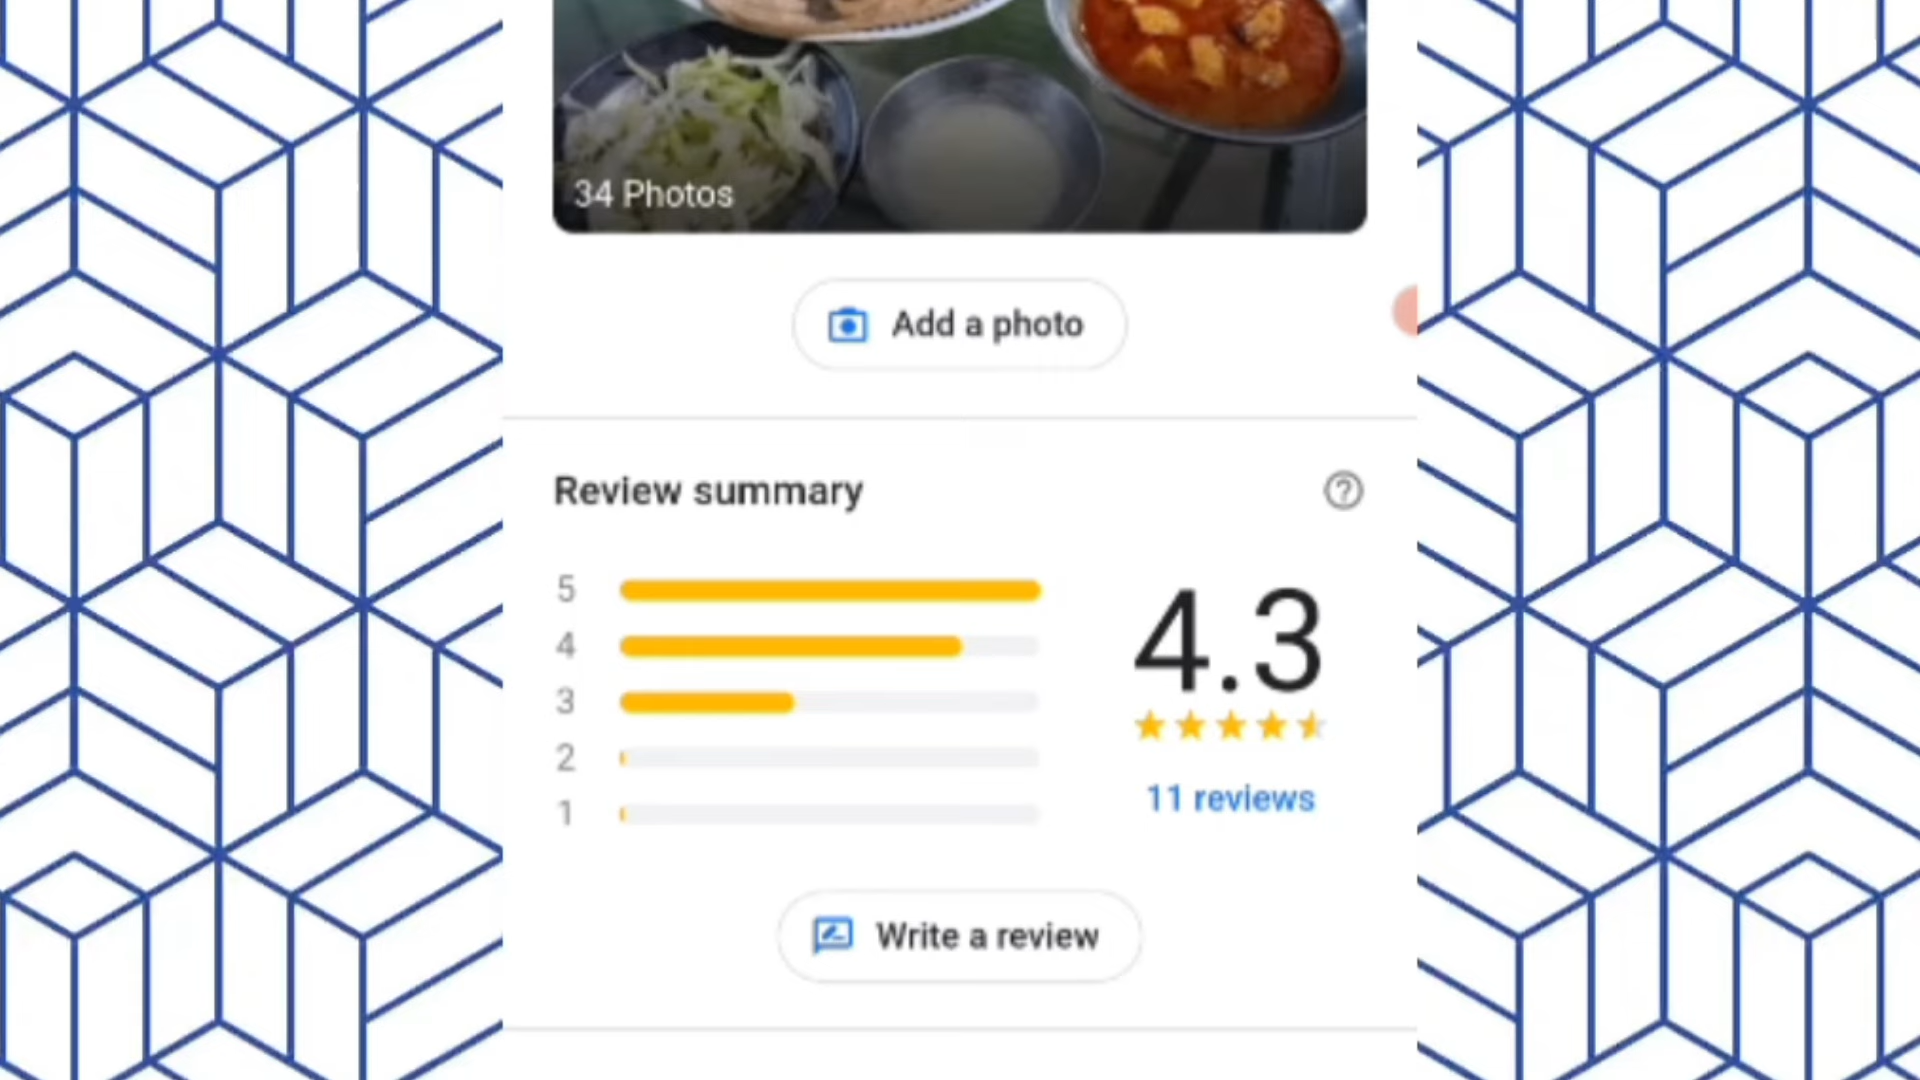 34 Photos
Add a photo
Review summary
5
4
3
2
1
4.3
11 reviews
Write a review